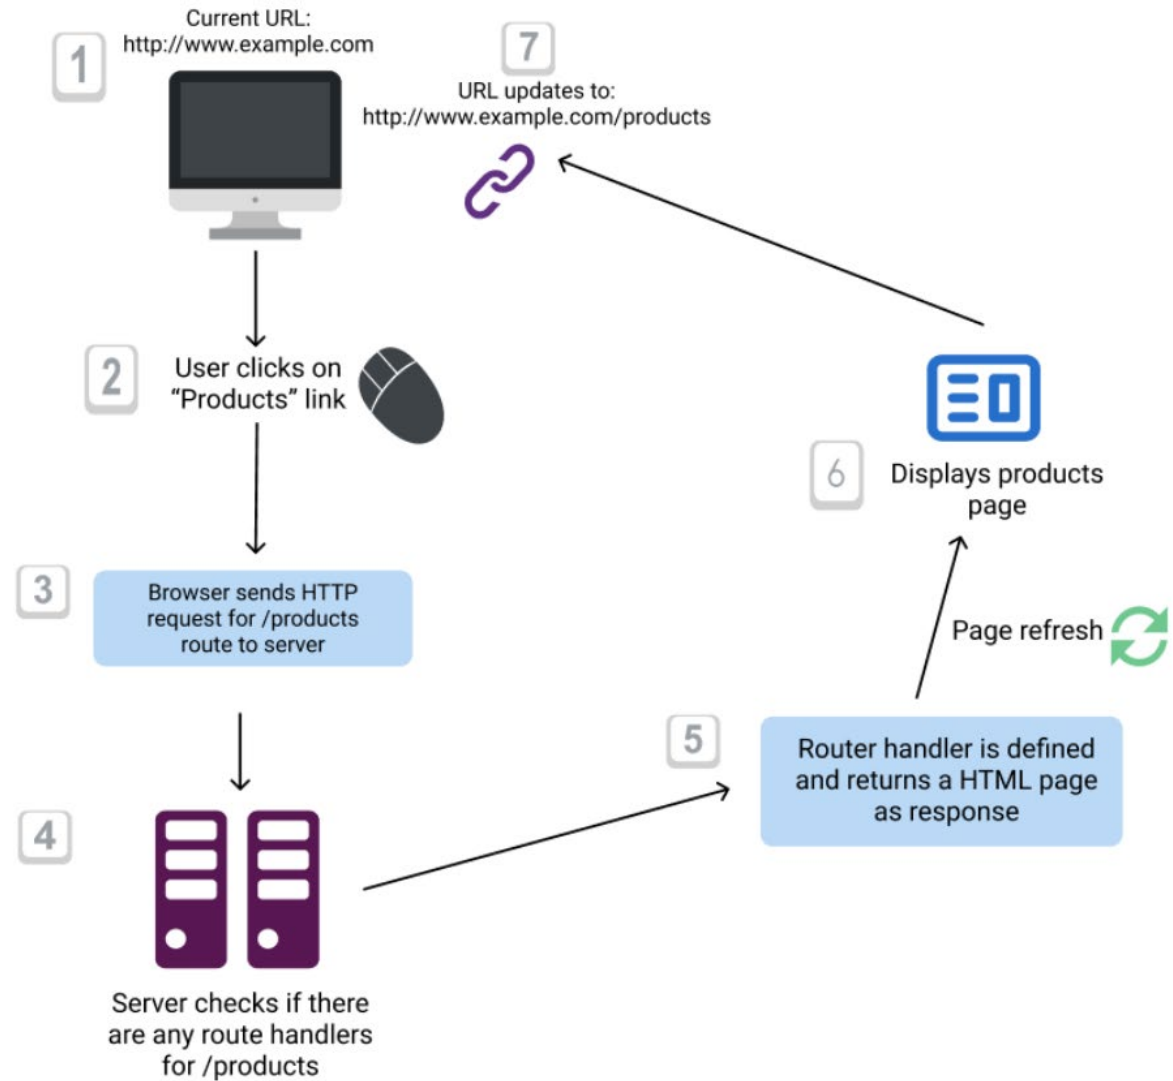 1
Current URL:
http://www.example.com
2
User clicks on
“Products” link
3
Browser sends HTTP
request for /products
route to server
4
Server checks if there
are any route handlers
for /products
5
Router handler is defined
and returns a HTML page
as response
Page refresh
6
Displays products
page
7
URL updates to:
http://www.example.com/products